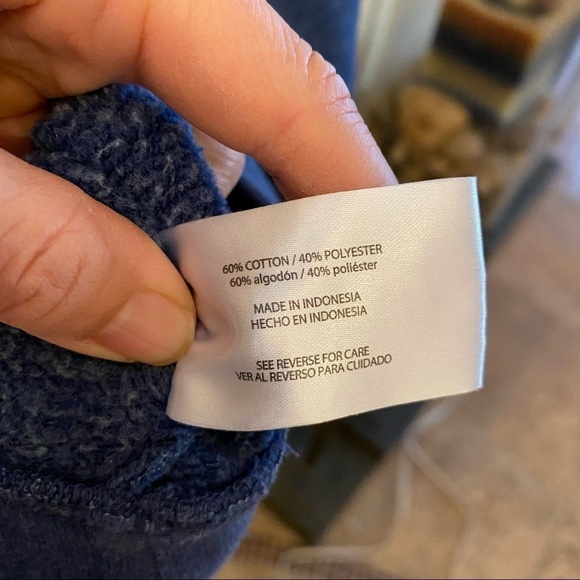 60% COTTON / 40% POLYESTER
60% algodón / 40% poliéster
MADE IN INDONESIA
HECHO EN INDONESIA
SEE REVERSE FOR CARE
VER AL REVERSO PARA CUIDADO